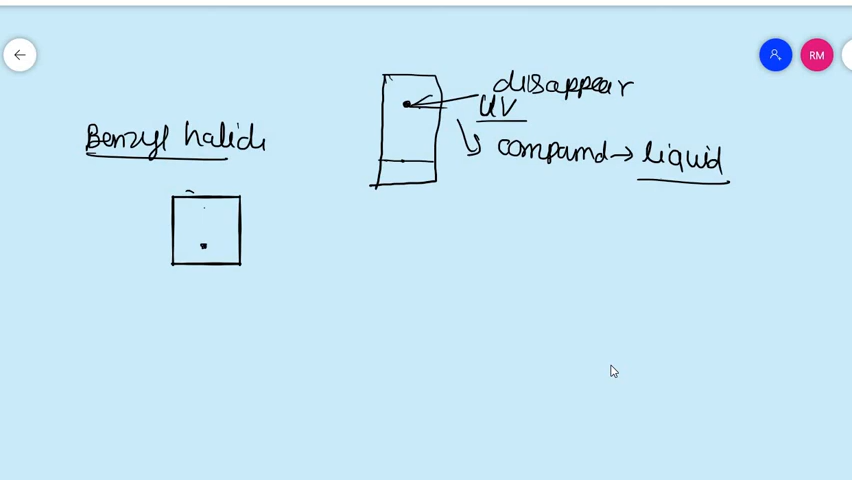 disappear
UV
Benzyl halide
compound → liquid
RM